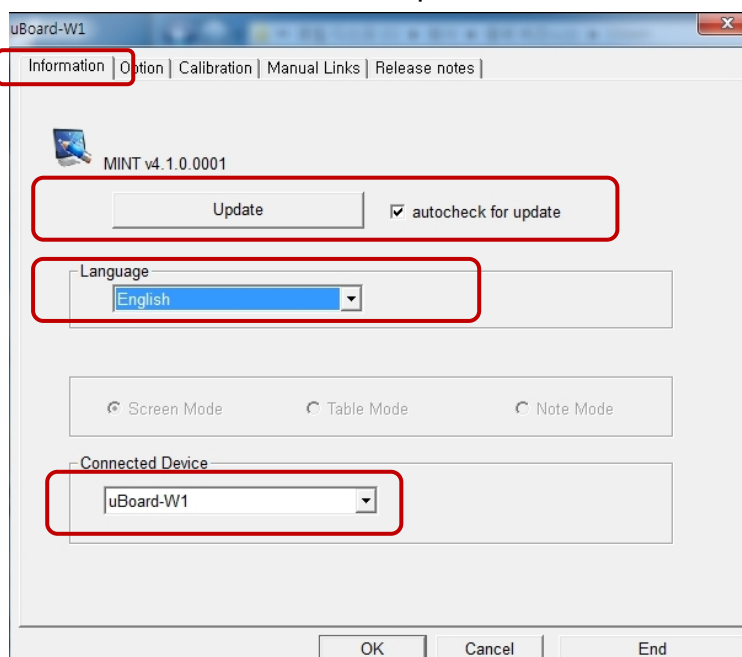 uBoard-W1
Information Option Calibration Manual Links Release notes
MINT v4.1.0.0001
Update autocheck for update
Language
English
Screen Mode Table Mode Note Mode
Connected Device
uBoard-W1
OK Cancel End